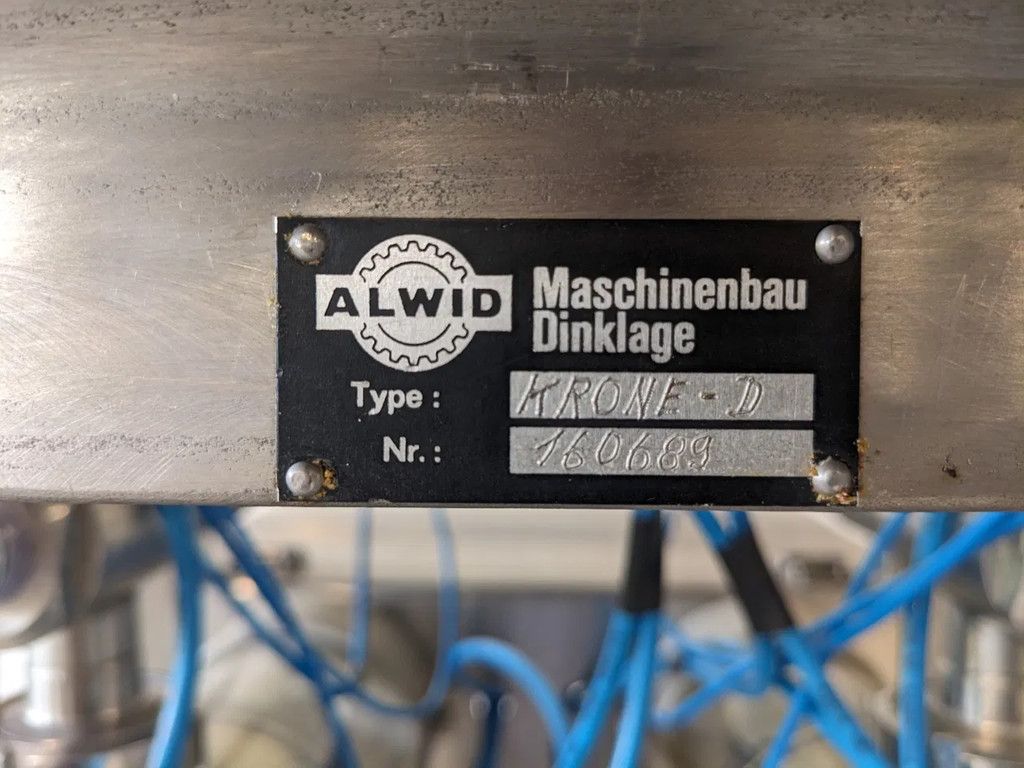 ALWID
Maschinenbau
Dinklage
Type : KRONE-D
Nr. : 160689